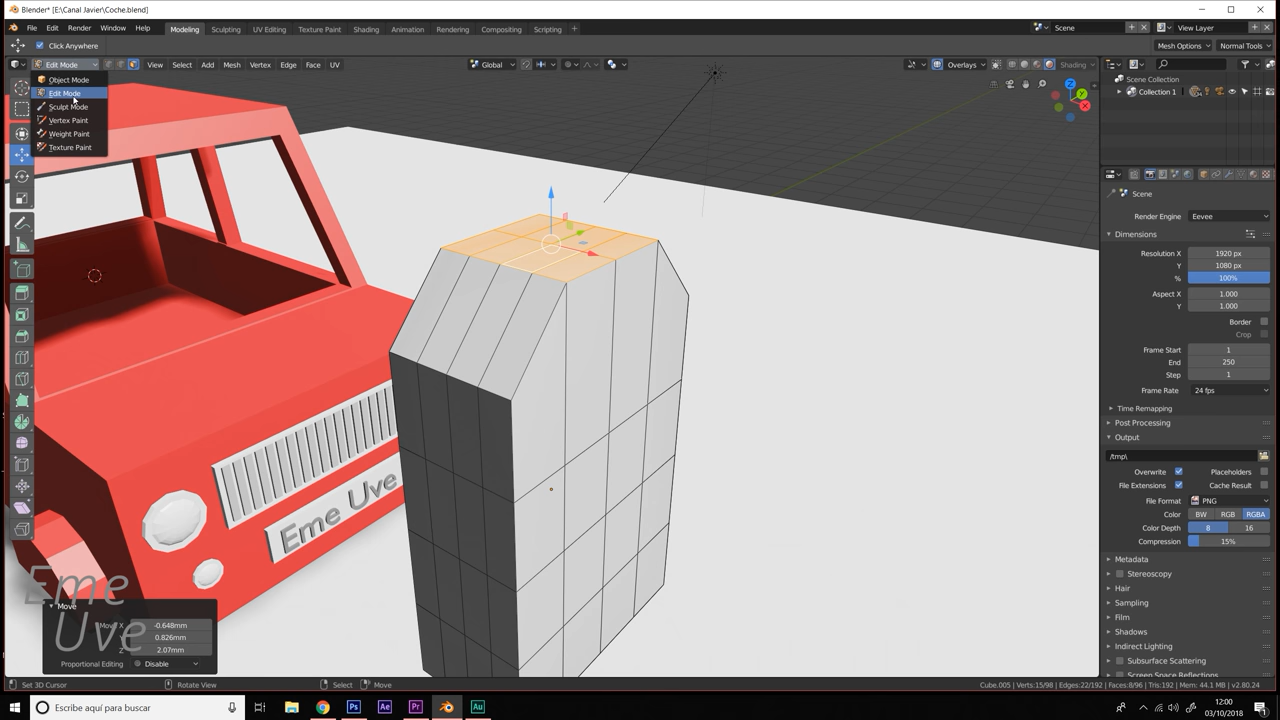 Blender* [E:\Canal Javier\Coche.blend]
File Edit Render Window Help
Modeling Sculpting UV Editing Texture Paint Shading Animation Rendering Compositing Scripting
Scene
View Layer
Click Anywhere
Mesh Options
Normal Tools
Edit Mode
View Select Add Mesh Vertex Edge Face UV
Global
Overlays
Shading
Object Mode
Edit Mode
Sculpt Mode
Vertex Paint
Weight Paint
Texture Paint
Scene Collection
Collection 1
Scene
Render Engine Eevee
Dimensions
Resolution X 1920 px
Y 1080 px
% 100%
Aspect X 1.000
Y 1.000
Border
Crop
Frame Start 1
End 250
Step 1
Frame Rate 24 fps
Time Remapping
Post Processing
Output
/tmp\
Overwrite Placeholders
File Extensions Cache Result
File Format PNG
Color BW RGB RGBA
Color Depth 8 16
Compression 15%
Metadata
Stereoscopy
Hair
Sampling
Film
Shadows
Indirect Lighting
Subsurface Scattering
Screen Space Reflections
Eme Uve
Eme
Uve
Move
Move X -0.648mm
Y 0.826mm
Z 2.07mm
Proportional Editing Disable
Set 3D Cursor
Rotate View
Select
Move
Cube.005 | Verts:15/98 | Edges:22/192 | Faces:8/96 | Tris:192 | Mem: 44.1 MB | v2.80.24
Escribe aquí para buscar
Ps
Ae
Pr
Au
12:00
03/10/2018
1